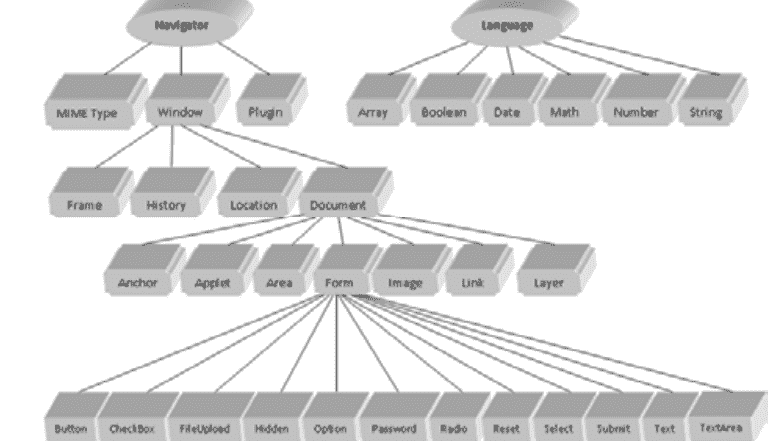 Navigator
Language
MIME Type
Window
Plugin
Array
Boolean
Date
Math
Number
String
Frame
History
Location
Document
Anchor
Applet
Area
Form
Image
Link
Layer
Button
CheckBox
FileUpload
Hidden
Option
Password
Radio
Reset
Select
Submit
Text
TextArea